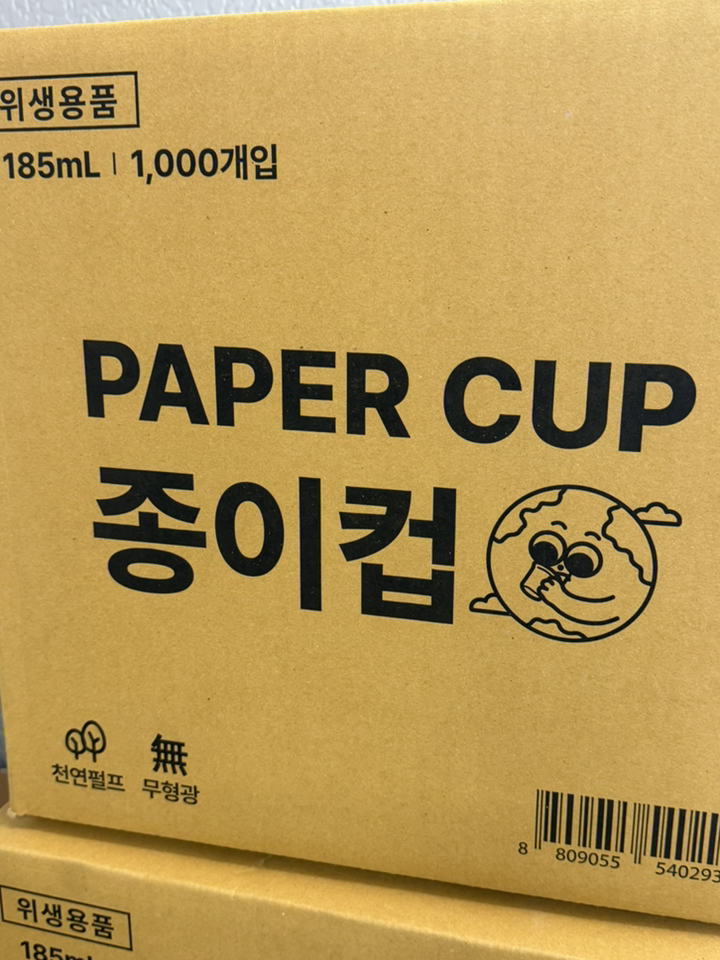 위생용품
185mL | 1,000개입
PAPER CUP
종이컵
無
천연펄프 무형광
8 809055 540293
위생용품
185mL